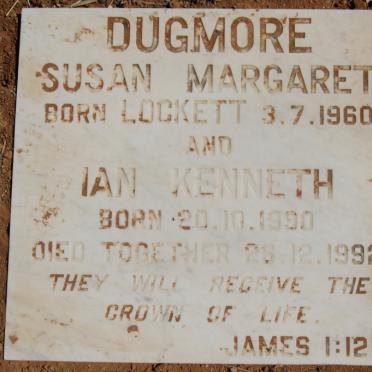 DUGMORE
SUSAN MARGARET
BORN LOCKETT 3.7.1960
AND
IAN KENNETH
BORN 20.10.1990
DIED TOGETHER 26.12.1992
THEY WILL RECEIVE THE
CROWN OF LIFE.
JAMES 1:12